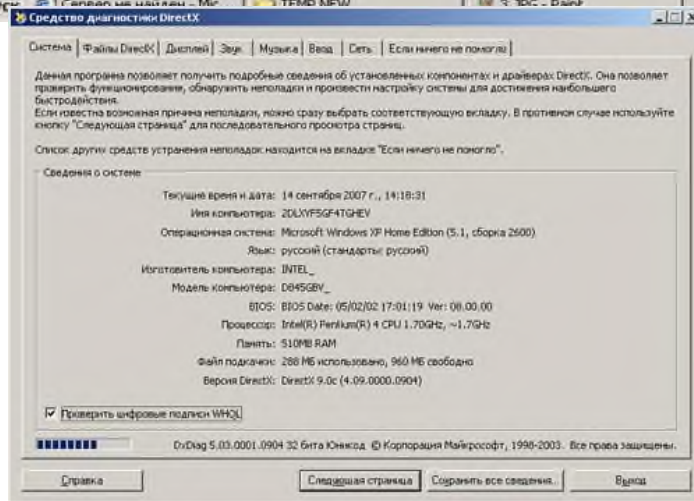 Сервер не найден - Mic...
TEMP NEW
3.JPG - Paint
Средство диагностики DirectX
Система Файлы DirectX Дисплей Звук Музыка Ввод Сеть Если ничего не помогло
Данная программа позволяет получить подробные сведения об установленных компонентах и драйверах DirectX. Она позволяет
проверить функционирование, обнаружить неполадки и произвести настройку системы для достижения наибольшего
быстродействия.
Если известна возможная причина неполадки, можно сразу выбрать соответствующую вкладку. В противном случае используйте
кнопку "Следующая страница" для последовательного просмотра страниц.
Список других средств устранения неполадок находится на вкладке "Если ничего не помогло".
Сведения о системе
Текущие время и дата: 14 сентября 2007 г., 14:18:31
Имя компьютера: 2DLXYF5GF4TGHEV
Операционная система: Microsoft Windows XP Home Edition (5.1, сборка 2600)
Язык: русский (стандарты: русский)
Изготовитель компьютера: INTEL_
Модель компьютера: D845GBV_
BIOS: BIOS Date: 05/02/02 17:01:19 Ver: 08.00.00
Процессор: Intel(R) Pentium(R) 4 CPU 1.70GHz, ~1.7GHz
Память: 510MB RAM
Файл подкачки: 288 МБ использовано, 960 МБ свободно
Версия DirectX: DirectX 9.0c (4.09.0000.0904)
Проверить цифровые подписи WHQL
DxDiag 5.03.0001.0904 32 бита Юникод © Корпорация Майкрософт, 1998-2003. Все права защищены.
Справка Следующая страница Сохранить все сведения... Выход